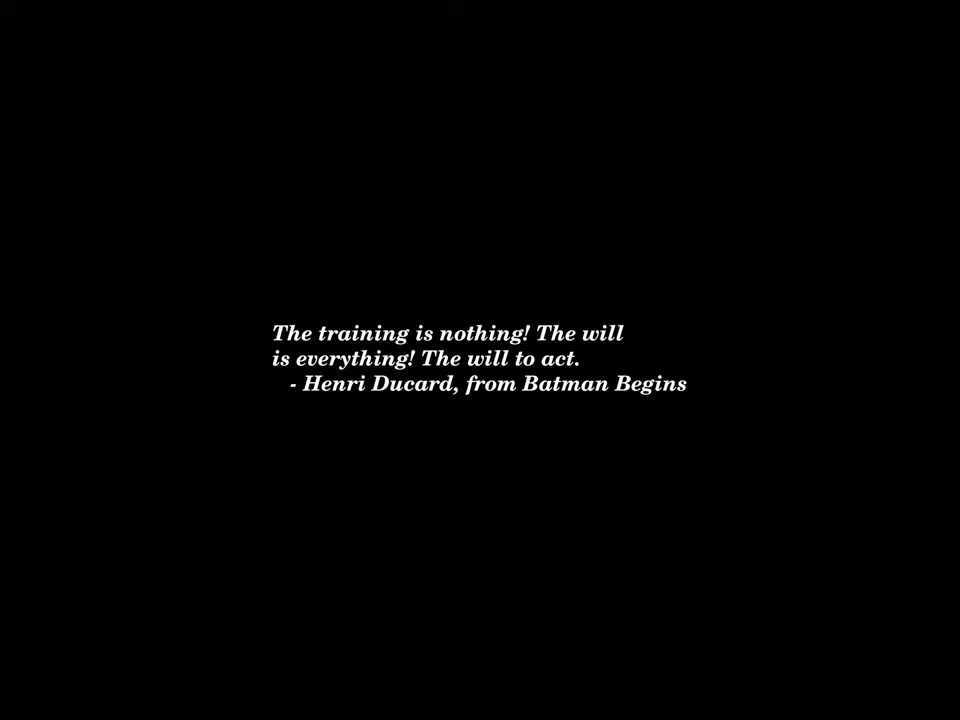 The training is nothing! The will
is everything! The will to act.
- Henri Ducard, from Batman Begins